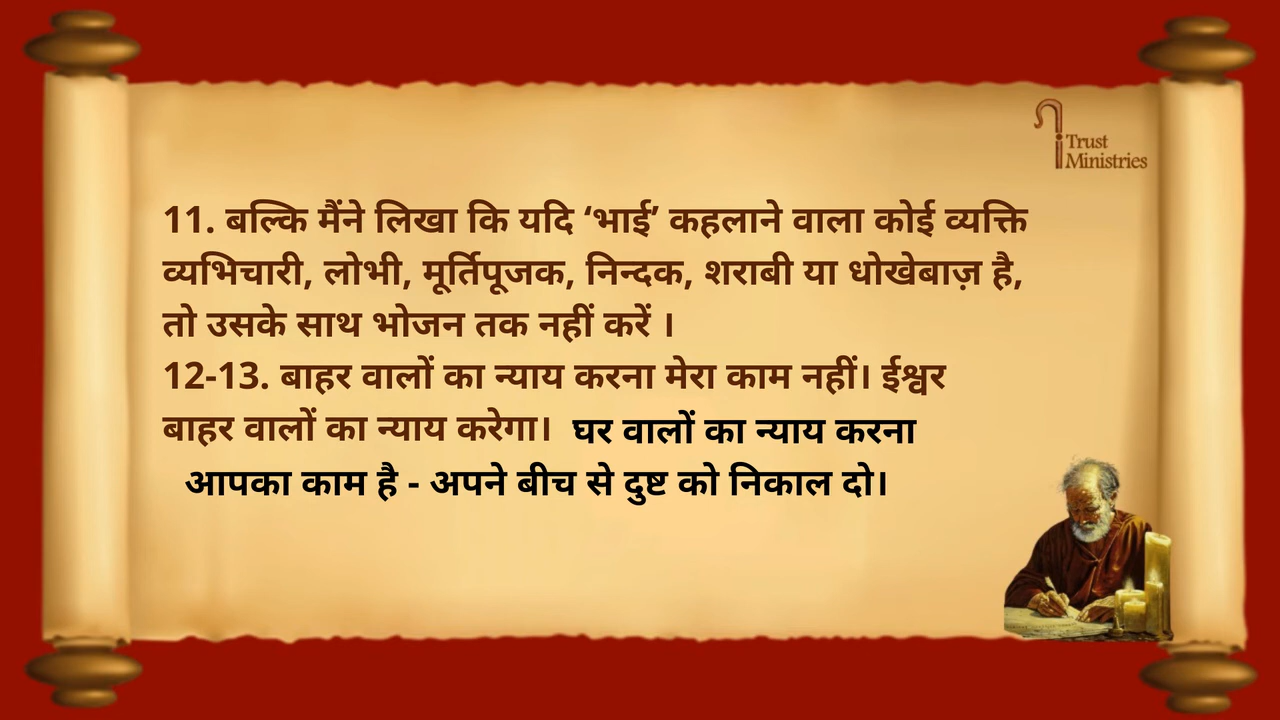 Trust
Ministries
11. बल्कि मैंने लिखा कि यदि ‘भाई’ कहलाने वाला कोई व्यक्ति
व्यभिचारी, लोभी, मूर्तिपूजक, निन्दक, शराबी या धोखेबाज़ है,
तो उसके साथ भोजन तक नहीं करें ।
12-13. बाहर वालों का न्याय करना मेरा काम नहीं। ईश्वर
बाहर वालों का न्याय करेगा। घर वालों का न्याय करना
आपका काम है - अपने बीच से दुष्ट को निकाल दो।